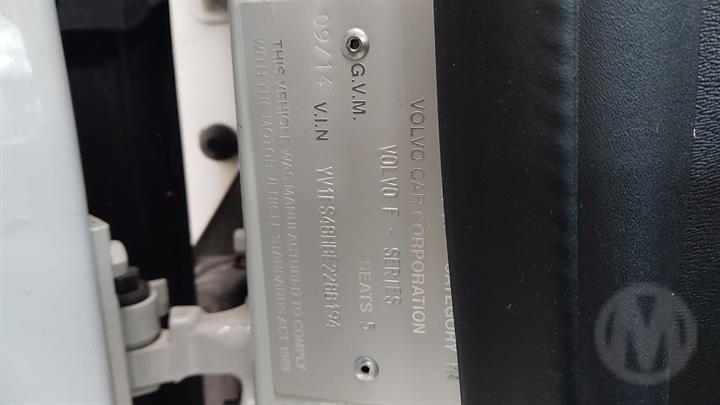 CATEGORY
VOLVO CAR CORPORATION
VOLVO F - SERIES
G.V.M. SEATS 5
09/14 V.I.N
THIS VEHICLE WAS MANUFACTURED TO COMPLY
WITH THE MOTOR VEHICLE STANDARDS ACT 1989
M